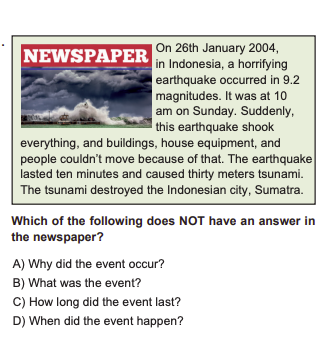 .
NEWSPAPER
On 26th January 2004,
in Indonesia, a horrifying
earthquake occurred in 9.2
magnitudes. It was at 10
am on Sunday. Suddenly,
this earthquake shook
everything, and buildings, house equipment, and
people couldn't move because of that. The earthquake
lasted ten minutes and caused thirty meters tsunami.
The tsunami destroyed the Indonesian city, Sumatra.
Which of the following does NOT have an answer in
the newspaper?
A) Why did the event occur?
B) What was the event?
C) How long did the event last?
D) When did the event happen?